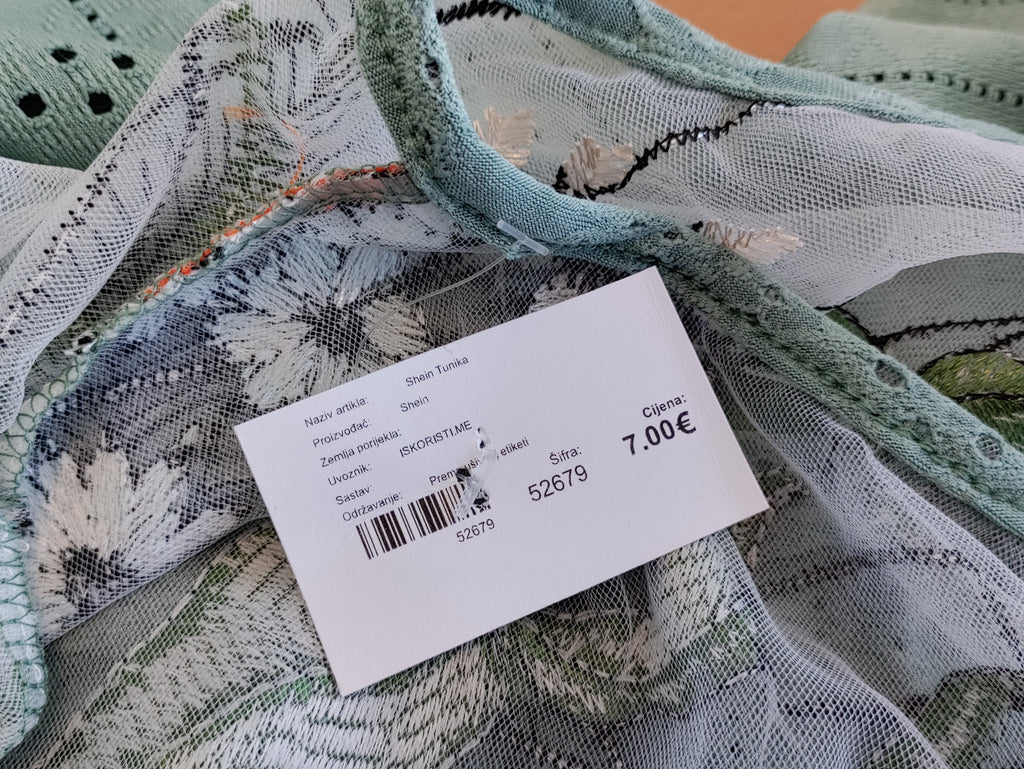 Naziv artikla: Shein Tunika
Proizvođač: Shein
Zemlja porijekla:
Uvoznik: ISKORISTI.ME
Sastav:
Održavanje: etiketi
52679
Šifra:
52679
Cijena:
7.00€